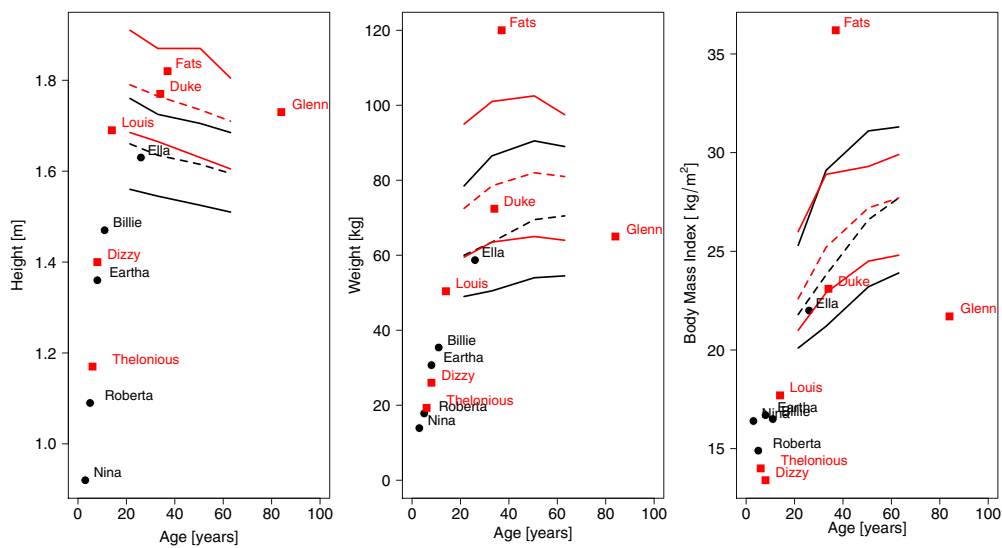 Height [m]
1.8
1.6
1.4
1.2
1.0
Fats
Duke
Glenn
Louis
Ella
Billie
Dizzy
Eartha
Thelonious
Roberta
Nina
0 20 40 60 80 100
Age [years]
Weight [kg]
120
100
80
60
40
20
0
Fats
Duke
Glenn
Ella
Louis
Billie
Eartha
Dizzy
Thelonious
Roberta
Nina
0 20 40 60 80 100
Age [years]
Body Mass Index [ kg/m²]
35
30
25
20
15
Fats
Duke
Ella
Glenn
Louis
Eartha
Nina
Billie
Roberta
Thelonious
Dizzy
0 20 40 60 80 100
Age [years]